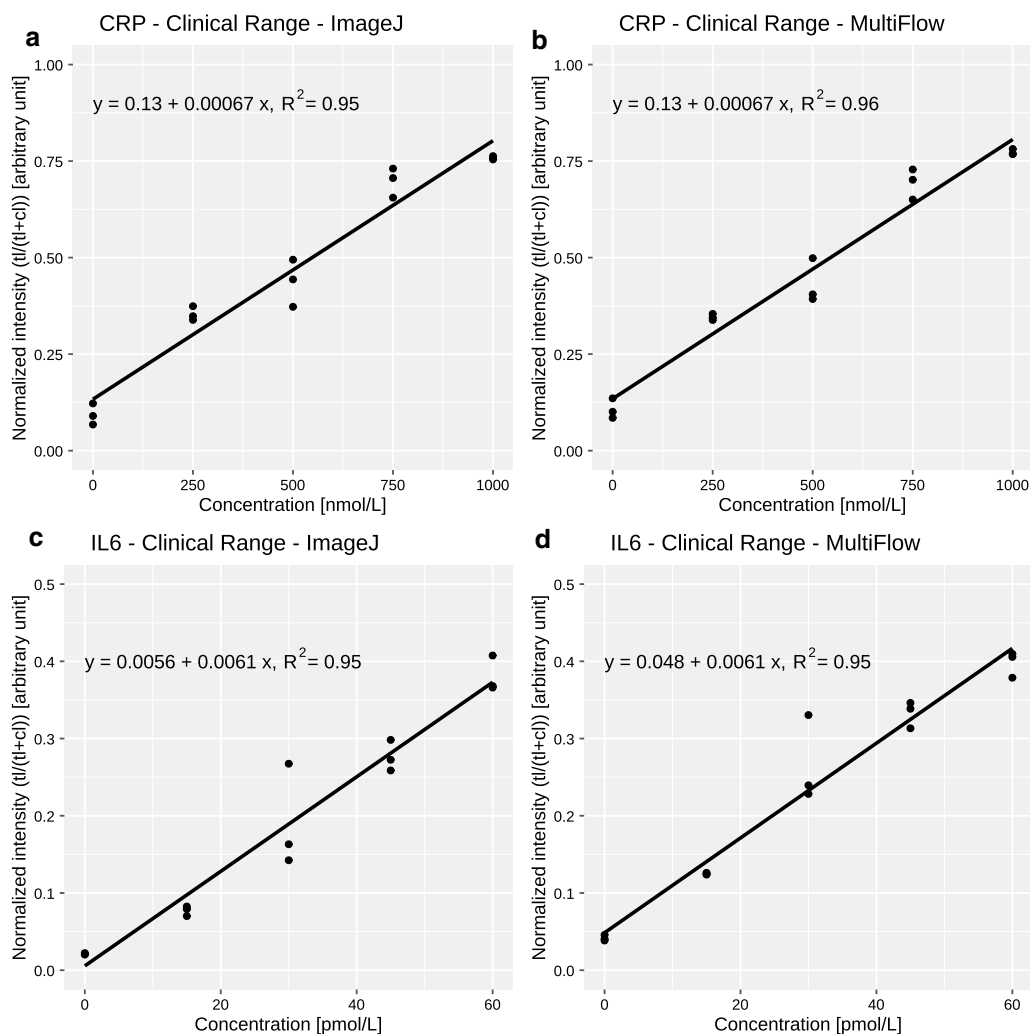 a
CRP - Clinical Range - ImageJ
Normalized intensity (tl/(tl+cl)) [arbitrary unit]
1.00
0.75
0.50
0.25
0.00
y = 0.13 + 0.00067 x, R² = 0.95
0 250 500 750 1000
Concentration [nmol/L]
b
CRP - Clinical Range - MultiFlow
Normalized intensity (tl/(tl+cl)) [arbitrary unit]
1.00
0.75
0.50
0.25
0.00
y = 0.13 + 0.00067 x, R² = 0.96
0 250 500 750 1000
Concentration [nmol/L]
c
IL6 - Clinical Range - ImageJ
Normalized intensity (tl/(tl+cl)) [arbitrary unit]
0.5
0.4
0.3
0.2
0.1
0.0
y = 0.0056 + 0.0061 x, R² = 0.95
0 20 40 60
Concentration [pmol/L]
d
IL6 - Clinical Range - MultiFlow
Normalized intensity (tl/(tl+cl)) [arbitrary unit]
0.5
0.4
0.3
0.2
0.1
0.0
y = 0.048 + 0.0061 x, R² = 0.95
0 20 40 60
Concentration [pmol/L]